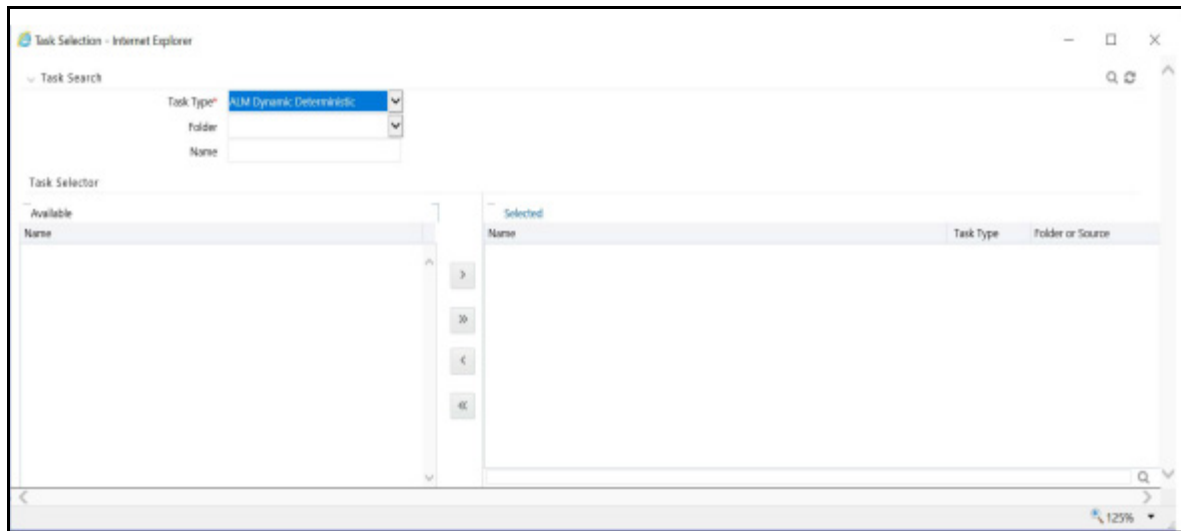 Task Selection - Internet Explorer
Task Search
Task Type* ALM Dynamic Deterministic
Folder
Name
Task Selector
Available
Selected
Name
Name Task Type Folder or Source
125%